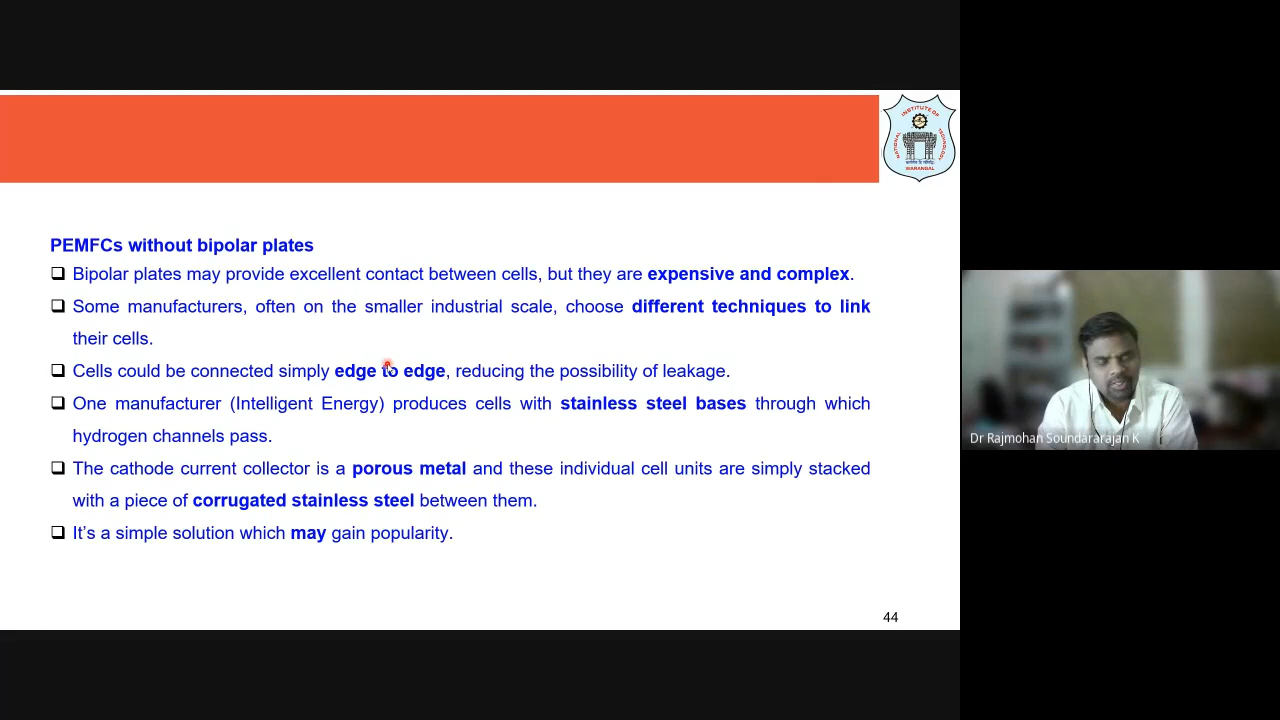 INSTITUTE OF
NATIONAL
TECHNOLOGY
WARANGAL
PEMFCs without bipolar plates
Bipolar plates may provide excellent contact between cells, but they are expensive and complex.
Some manufacturers, often on the smaller industrial scale, choose different techniques to link
their cells.
Cells could be connected simply edge to edge, reducing the possibility of leakage.
One manufacturer (Intelligent Energy) produces cells with stainless steel bases through which
hydrogen channels pass.
The cathode current collector is a porous metal and these individual cell units are simply stacked
with a piece of corrugated stainless steel between them.
It's a simple solution which may gain popularity.
44
Dr Rajmohan Soundararajan K